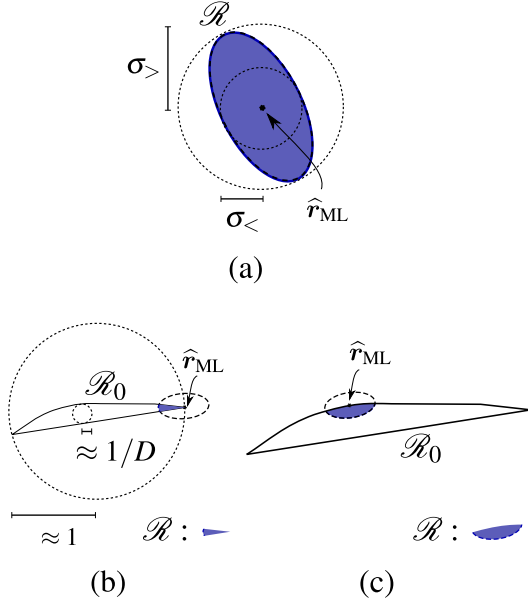 ℛ
σ>
r̂ML
σ<
(a)
r̂ML
ℛ0
≈ 1/D
≈ 1
ℛ :
(b)
r̂ML
ℛ0
ℛ :
(c)